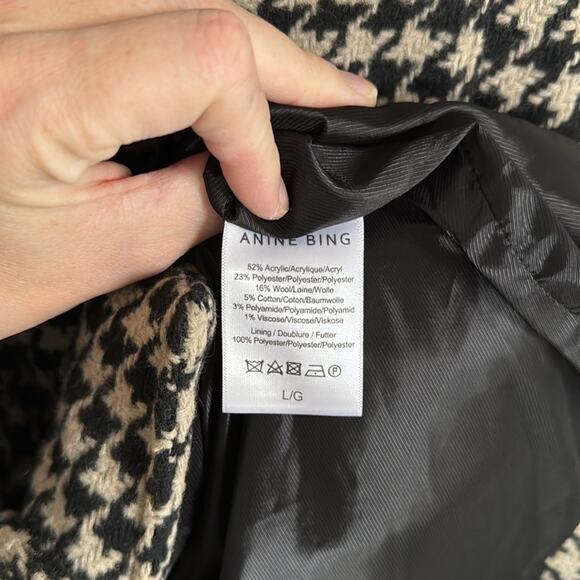 ANINE BING
52% Acrylic/Acrylique/Acryl
23% Polyester/Polyester/Polyester
16% Wool/Laine/Wolle
5% Cotton/Coton/Baumwolle
3% Polyamide/Polyamide/Polyamid
1% Viscose/Viscose/Viskose
Lining / Doublure / Futter
100% Polyester/Polyester/Polyester
L/G